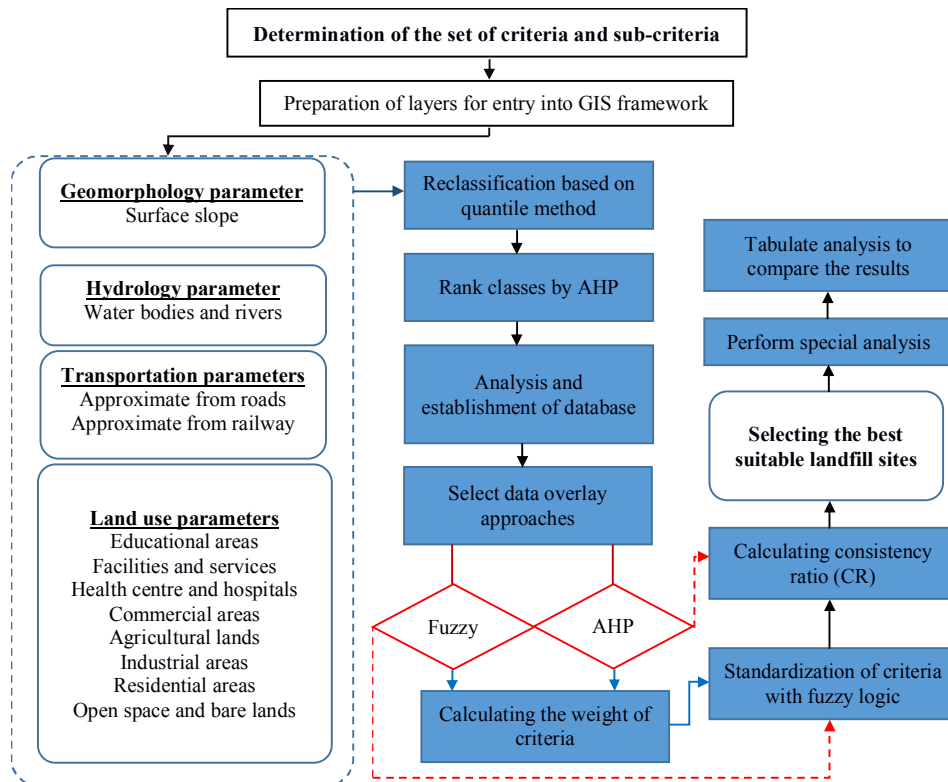 Determination of the set of criteria and sub-criteria
Preparation of layers for entry into GIS framework
Geomorphology parameter
Surface slope
Hydrology parameter
Water bodies and rivers
Transportation parameters
Approximate from roads
Approximate from railway
Land use parameters
Educational areas
Facilities and services
Health centre and hospitals
Commercial areas
Agricultural lands
Industrial areas
Residential areas
Open space and bare lands
Reclassification based on
quantile method
Rank classes by AHP
Analysis and
establishment of database
Select data overlay
approaches
Fuzzy
AHP
Calculating the weight of
criteria
Tabulate analysis to
compare the results
Perform special analysis
Selecting the best
suitable landfill sites
Calculating consistency
ratio (CR)
Standardization of criteria
with fuzzy logic